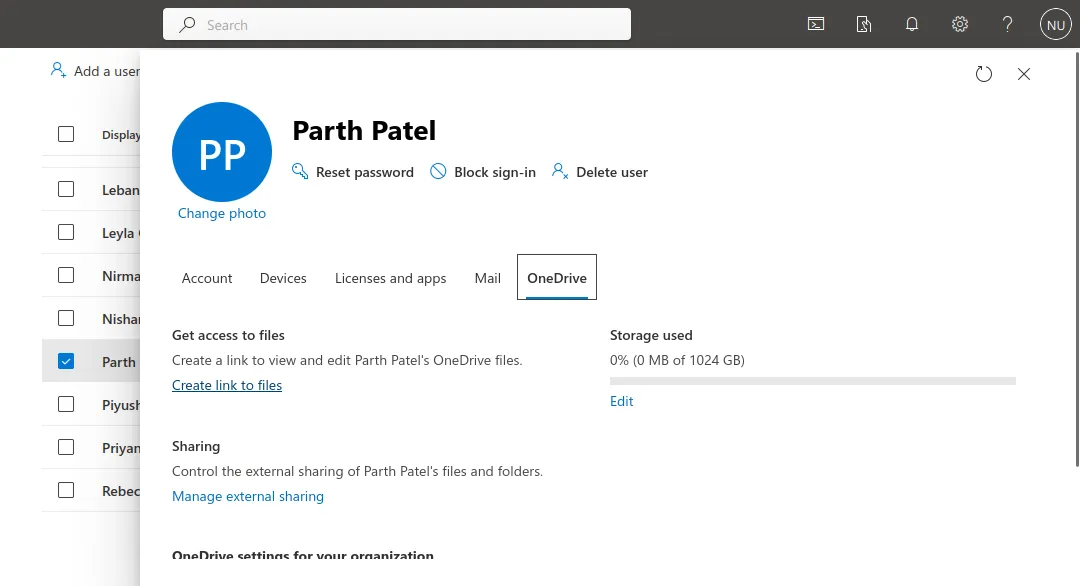 Search
NU
Add a user
Display
Leban
Leyla
Nirma
Nishan
Parth
Piyush
Priyan
Rebec
PP
Change photo
Parth Patel
Reset password
Block sign-in
Delete user
Account
Devices
Licenses and apps
Mail
OneDrive
Get access to files
Create a link to view and edit Parth Patel's OneDrive files.
Create link to files
Storage used
0% (0 MB of 1024 GB)
Edit
Sharing
Control the external sharing of Parth Patel's files and folders.
Manage external sharing
OneDrive settings for your organization